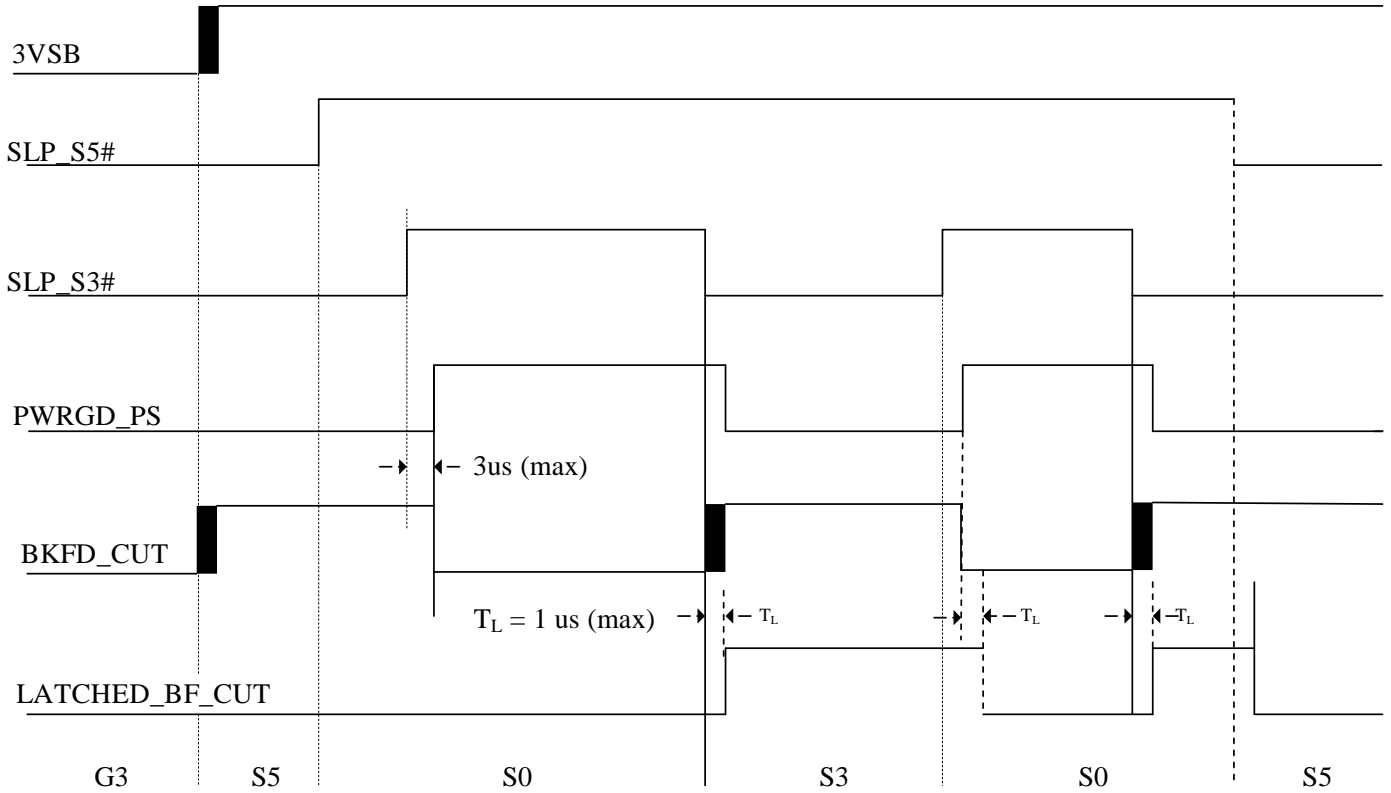 3VSB
SLP_S5#
SLP_S3#
PWRGD_PS
3us (max)
BKFD_CUT
T_L = 1 us (max) T_L T_L T_L
LATCHED_BF_CUT
G3 S5 S0 S3 S0 S5